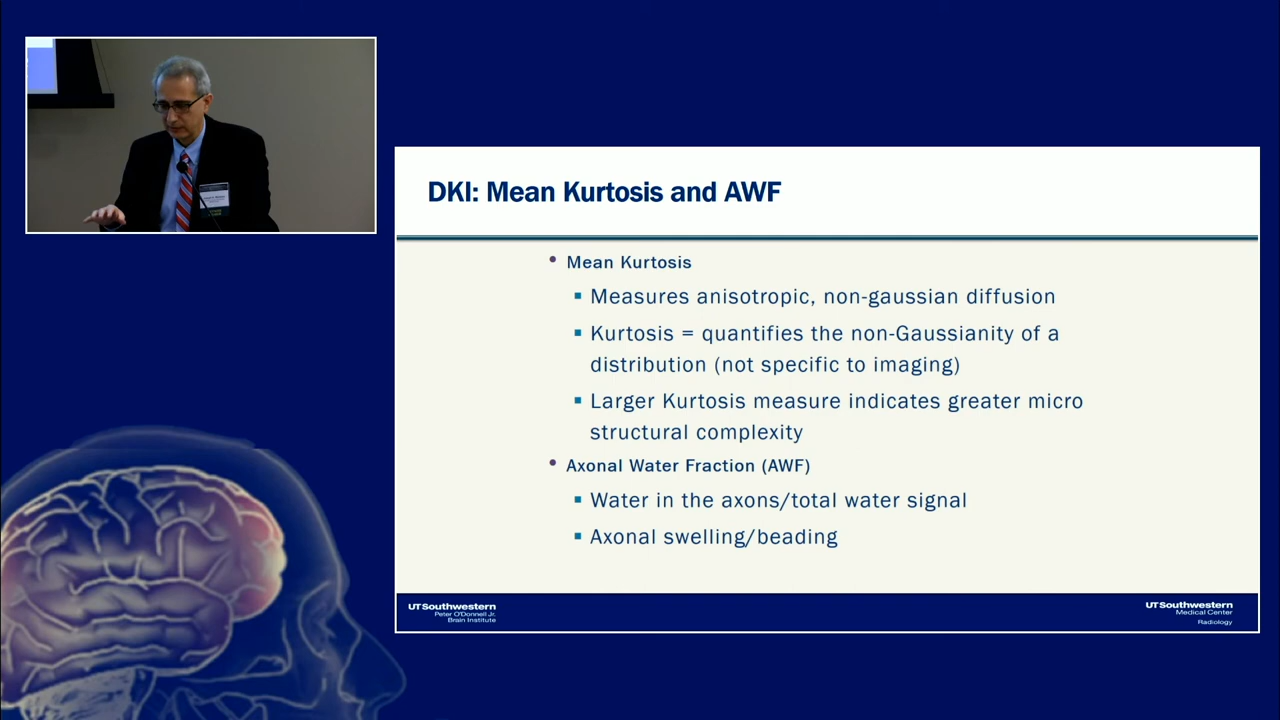 DKI: Mean Kurtosis and AWF
• Mean Kurtosis
▪ Measures anisotropic, non-gaussian diffusion
▪ Kurtosis = quantifies the non-Gaussianity of a
distribution (not specific to imaging)
▪ Larger Kurtosis measure indicates greater micro
structural complexity
• Axonal Water Fraction (AWF)
▪ Water in the axons/total water signal
▪ Axonal swelling/beading
UTSouthwestern
Peter O'Donnell Jr.
Brain Institute
UTSouthwestern
Medical Center
Radiology